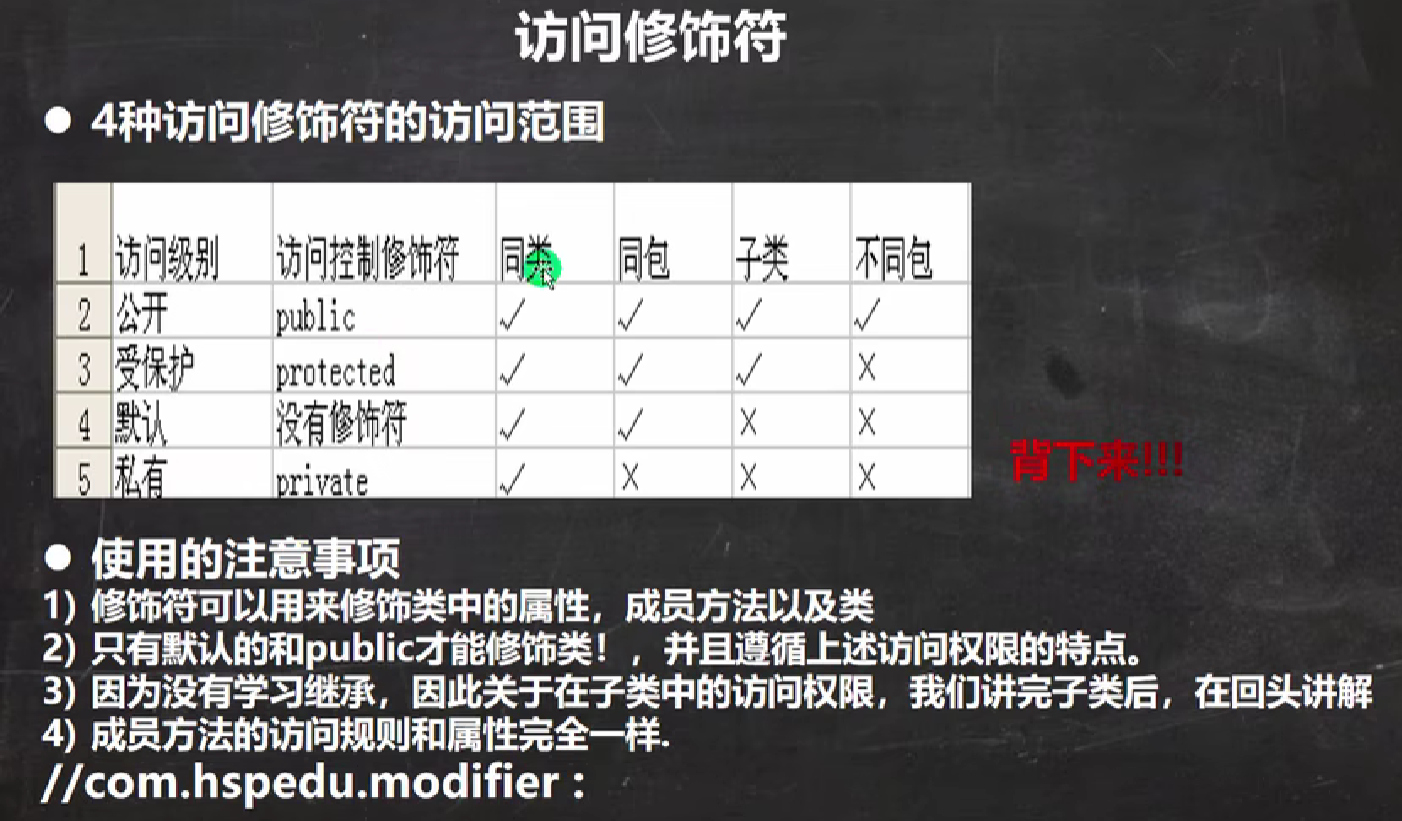 访问修饰符
● 4种访问修饰符的访问范围
1 访问级别 访问控制修饰符 同类 同包 子类 不同包
2 公开 public ✓ ✓ ✓ ✓
3 受保护 protected ✓ ✓ ✓ X
4 默认 没有修饰符 ✓ ✓ X X
5 私有 private ✓ X X X
背下来!!!
● 使用的注意事项
1) 修饰符可以用来修饰类中的属性，成员方法以及类
2) 只有默认的和public才能修饰类！，并且遵循上述访问权限的特点。
3) 因为没有学习继承，因此关于在子类中的访问权限，我们讲完子类后，在回头讲解
4) 成员方法的访问规则和属性完全一样.
//com.hspedu.modifier :